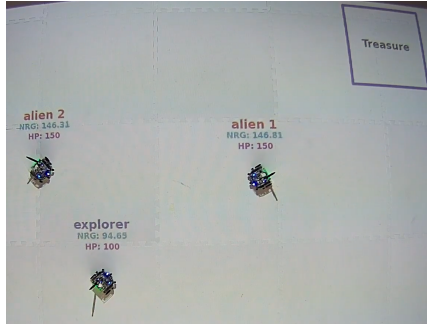 Treasure
alien 2
NRG: 146.31
HP: 150
alien 1
NRG: 146.81
HP: 150
explorer
NRG: 94.65
HP: 100